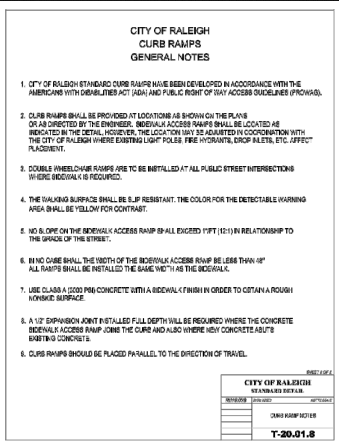 CITY OF RALEIGH
CURB RAMPS
GENERAL NOTES
1. CITY OF RALEIGH STANDARD CURB RAMPS HAVE BEEN DEVELOPED IN ACCORDANCE WITH THE
AMERICANS WITH DISABILITIES ACT (ADA) AND PUBLIC RIGHT OF WAY ACCESS GUIDELINES (PROWAG).
2. CURB RAMPS SHALL BE PROVIDED AT LOCATIONS AS SHOWN ON THE PLANS
OR AS DIRECTED BY THE ENGINEER. SIDEWALK ACCESS RAMPS SHALL BE LOCATED AS
INDICATED IN THE DETAIL, HOWEVER, THE LOCATION MAY BE ADJUSTED IN COORDINATION WITH
THE CITY OF RALEIGH WHERE EXISTING LIGHT POLES, FIRE HYDRANTS, DROP INLETS, ETC. AFFECT
PLACEMENT.
3. DOUBLE WHEELCHAIR RAMPS ARE TO BE INSTALLED AT ALL PUBLIC STREET INTERSECTIONS
WHERE SIDEWALK IS REQUIRED.
4. THE WALKING SURFACE SHALL BE SLIP RESISTANT. THE COLOR FOR THE DETECTABLE WARNING
AREA SHALL BE YELLOW FOR CONTRAST.
5. NO SLOPE ON THE SIDEWALK ACCESS RAMP SHALL EXCEED 1"/FT (12:1) IN RELATIONSHIP TO
THE GRADE OF THE STREET.
6. IN NO CASE SHALL THE WIDTH OF THE SIDEWALK ACCESS RAMP BE LESS THAN 48"
ALL RAMPS SHALL BE INSTALLED THE SAME WIDTH AS THE SIDEWALK.
7. USE CLASS A (3000 PSI) CONCRETE WITH A SIDEWALK FINISH IN ORDER TO OBTAIN A ROUGH
NONSKID SURFACE.
8. A 1/2" EXPANSION JOINT INSTALLED FULL DEPTH WILL BE REQUIRED WHERE THE CONCRETE
SIDEWALK ACCESS RAMP JOINS THE CURB AND ALSO WHERE NEW CONCRETE ABUTS
EXISTING CONCRETE.
9. CURB RAMPS SHOULD BE PLACED PARALLEL TO THE DIRECTION OF TRAVEL.
CITY OF RALEIGH
STANDARD DETAIL
CURB RAMP NOTES
T-20.01.8